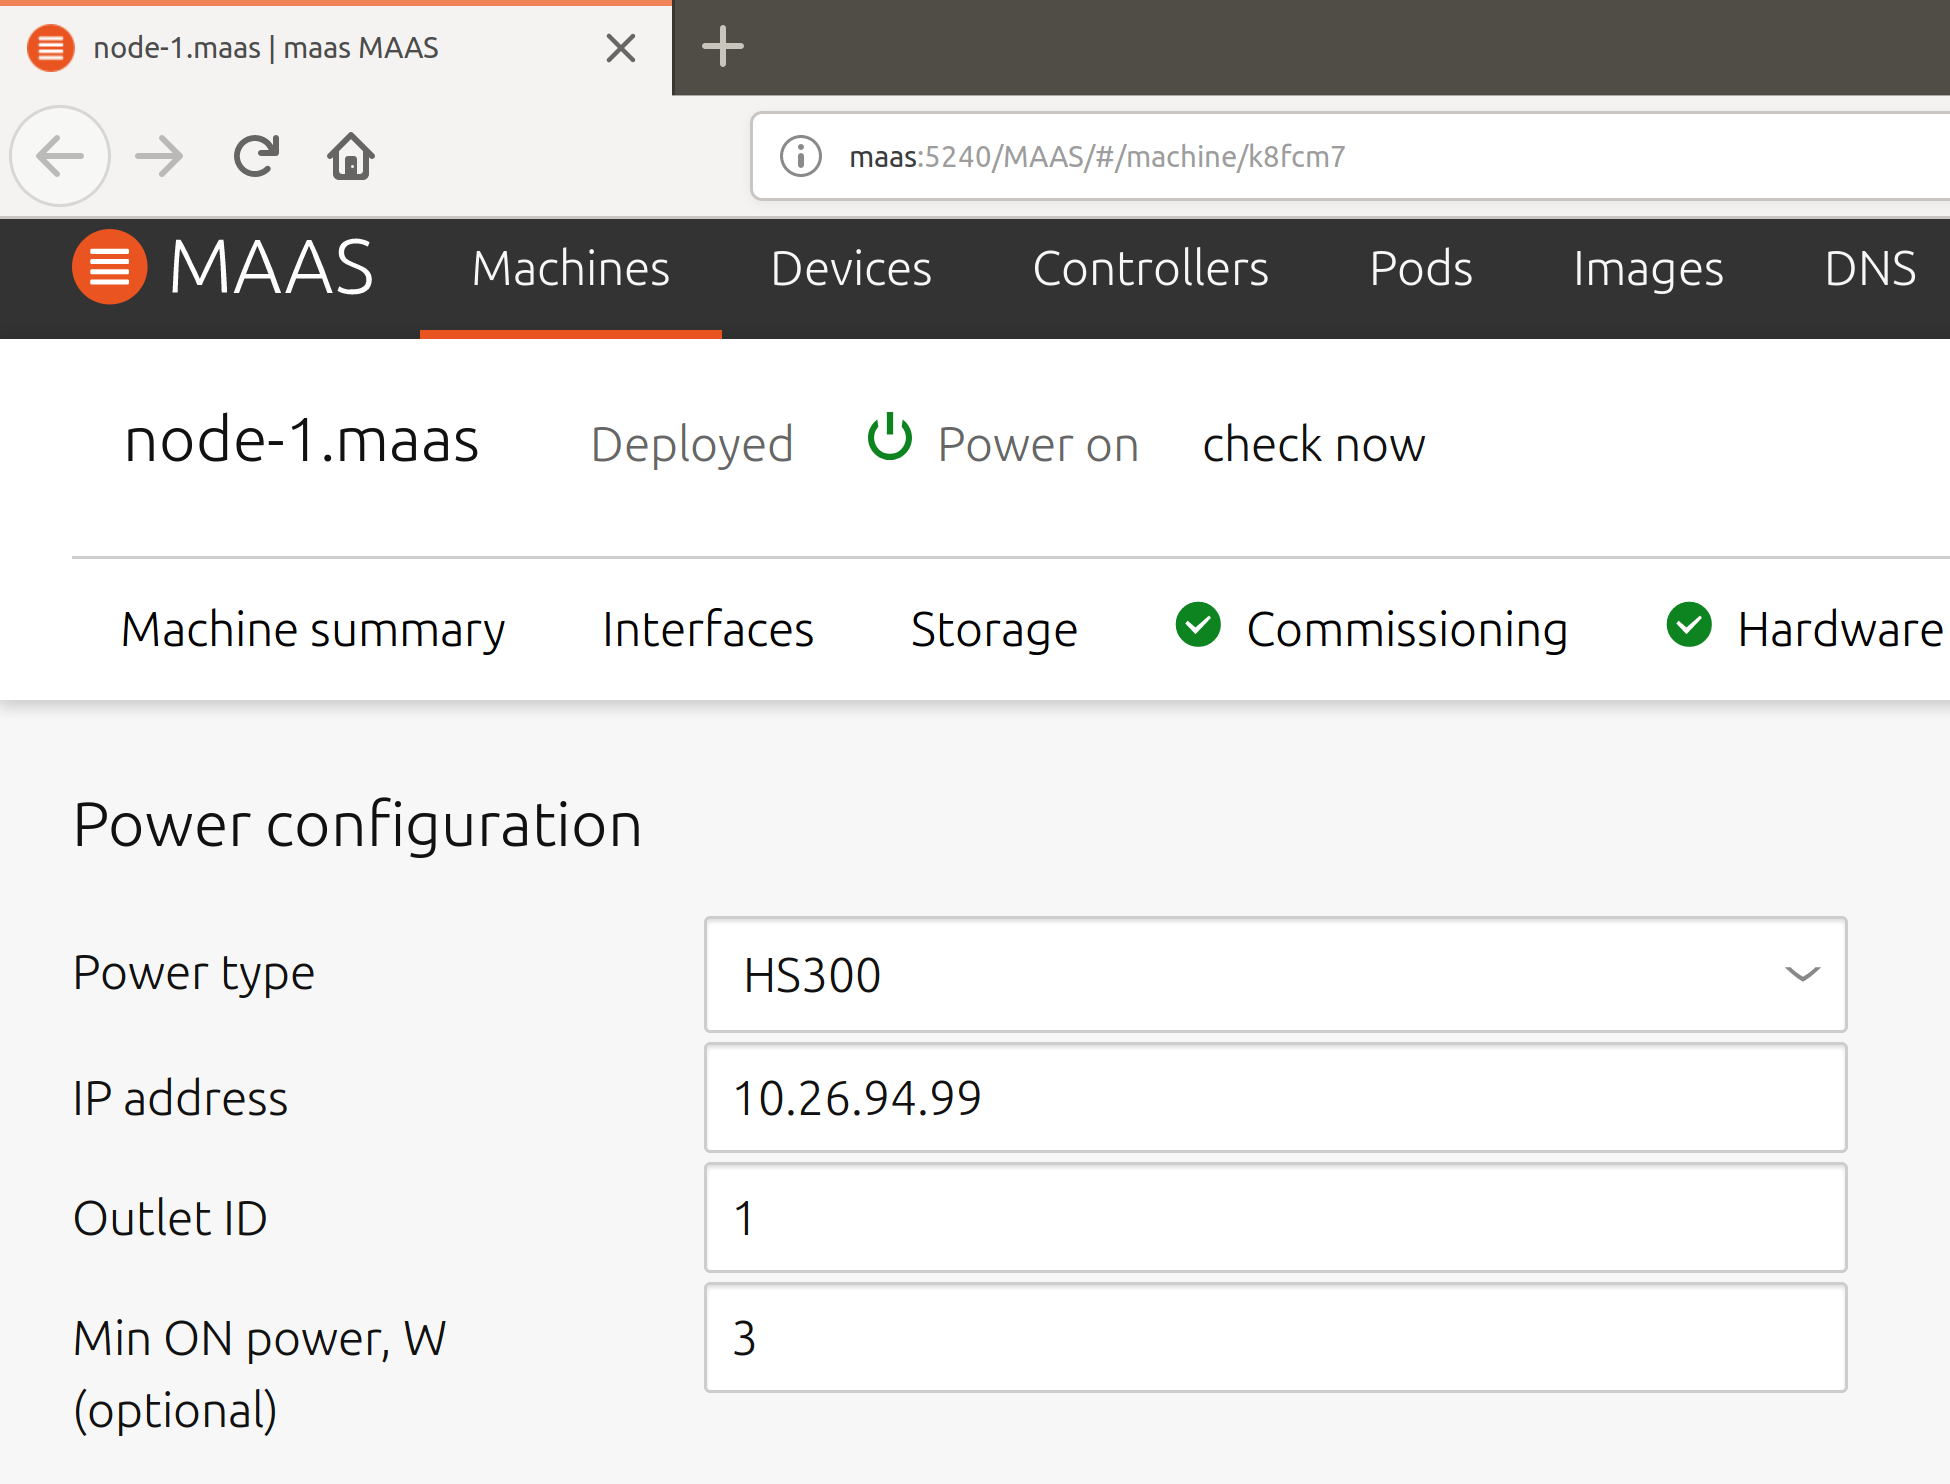 node-1.maas | maas MAAS
maas:5240/MAAS/#/machine/k8fcm7
MAAS Machines Devices Controllers Pods Images DNS
node-1.maas Deployed Power on check now
Machine summary Interfaces Storage Commissioning Hardware
Power configuration
Power type HS300
IP address 10.26.94.99
Outlet ID 1
Min ON power, W 3
(optional)